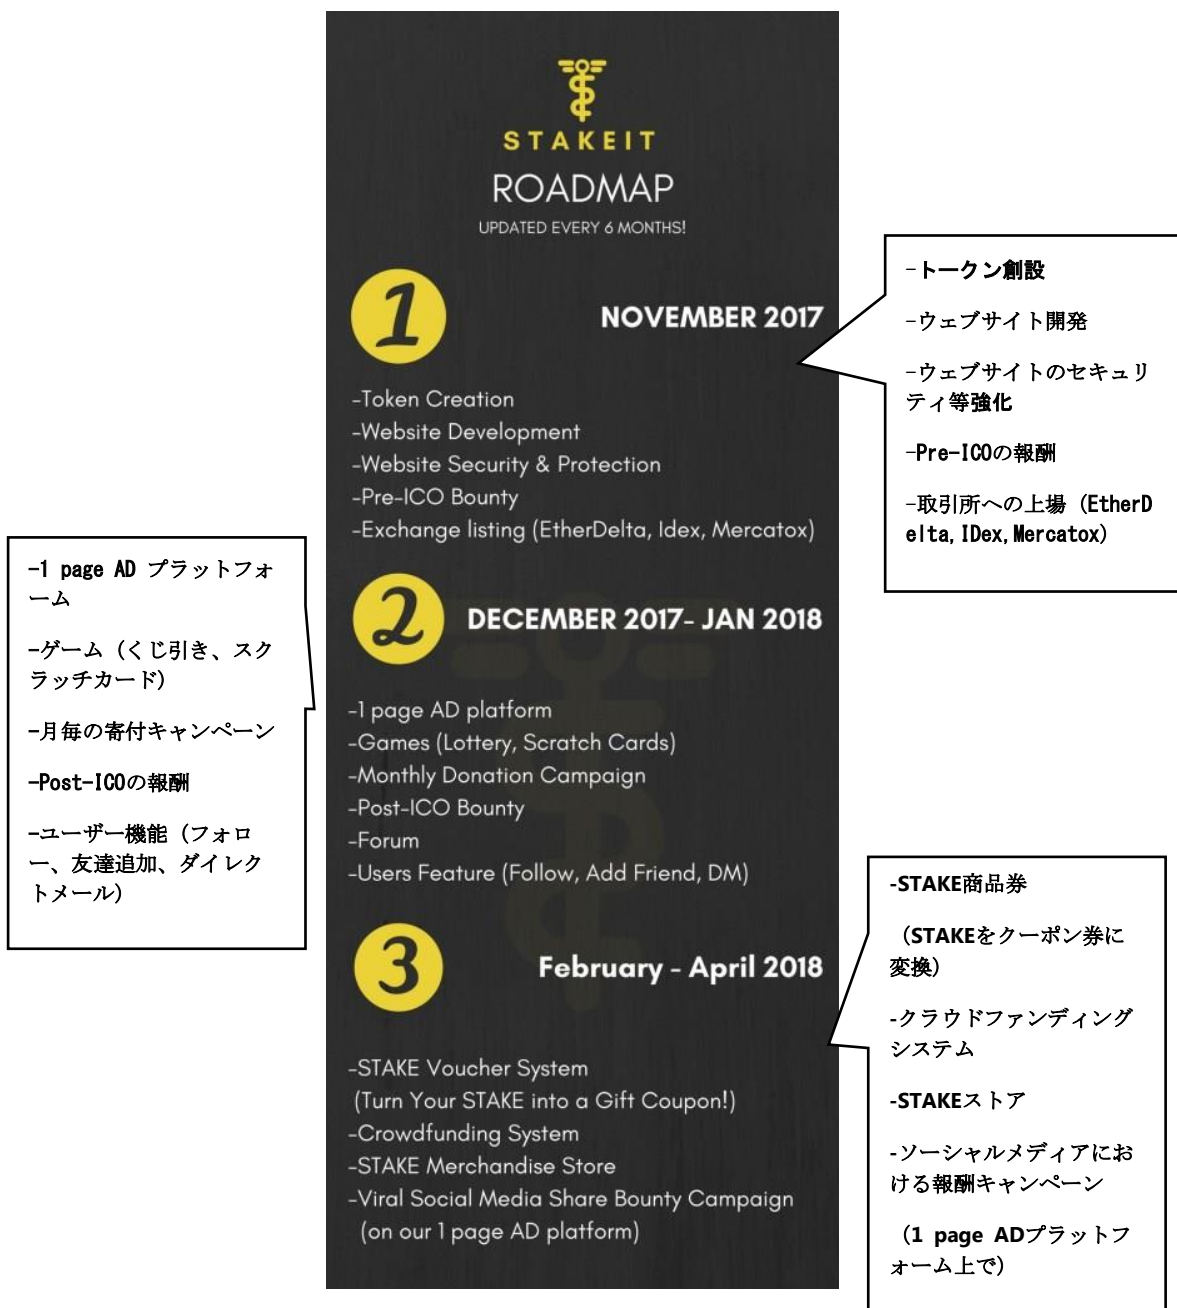 STAKEIT
ROADMAP
UPDATED EVERY 6 MONTHS!
1
NOVEMBER 2017
-Token Creation
-Website Development
-Website Security & Protection
-Pre-ICO Bounty
-Exchange listing (EtherDelta, Idex, Mercatox)
-トークン創設
-ウェブサイト開発
-ウェブサイトのセキュリ
ティ等強化
-Pre-ICOの報酬
-取引所への上場（EtherD
elta,IDex,Mercatox）
2
DECEMBER 2017- JAN 2018
-1 page AD platform
-Games (Lottery, Scratch Cards)
-Monthly Donation Campaign
-Post-ICO Bounty
-Forum
-Users Feature (Follow, Add Friend, DM)
-1 page AD プラットフォ
ーム
-ゲーム（くじ引き、スク
ラッチカード）
-月毎の寄付キャンペーン
-Post-ICOの報酬
-ユーザー機能（フォロ
ー、友達追加、ダイレク
トメール）
3
February - April 2018
-STAKE Voucher System
(Turn Your STAKE into a Gift Coupon!)
-Crowdfunding System
-STAKE Merchandise Store
-Viral Social Media Share Bounty Campaign
(on our 1 page AD platform)
-STAKE商品券
（STAKEをクーポン券に
変換）
-クラウドファンディング
システム
-STAKEストア
-ソーシャルメディアにお
ける報酬キャンペーン
（1 page ADプラットフ
ォーム上で）